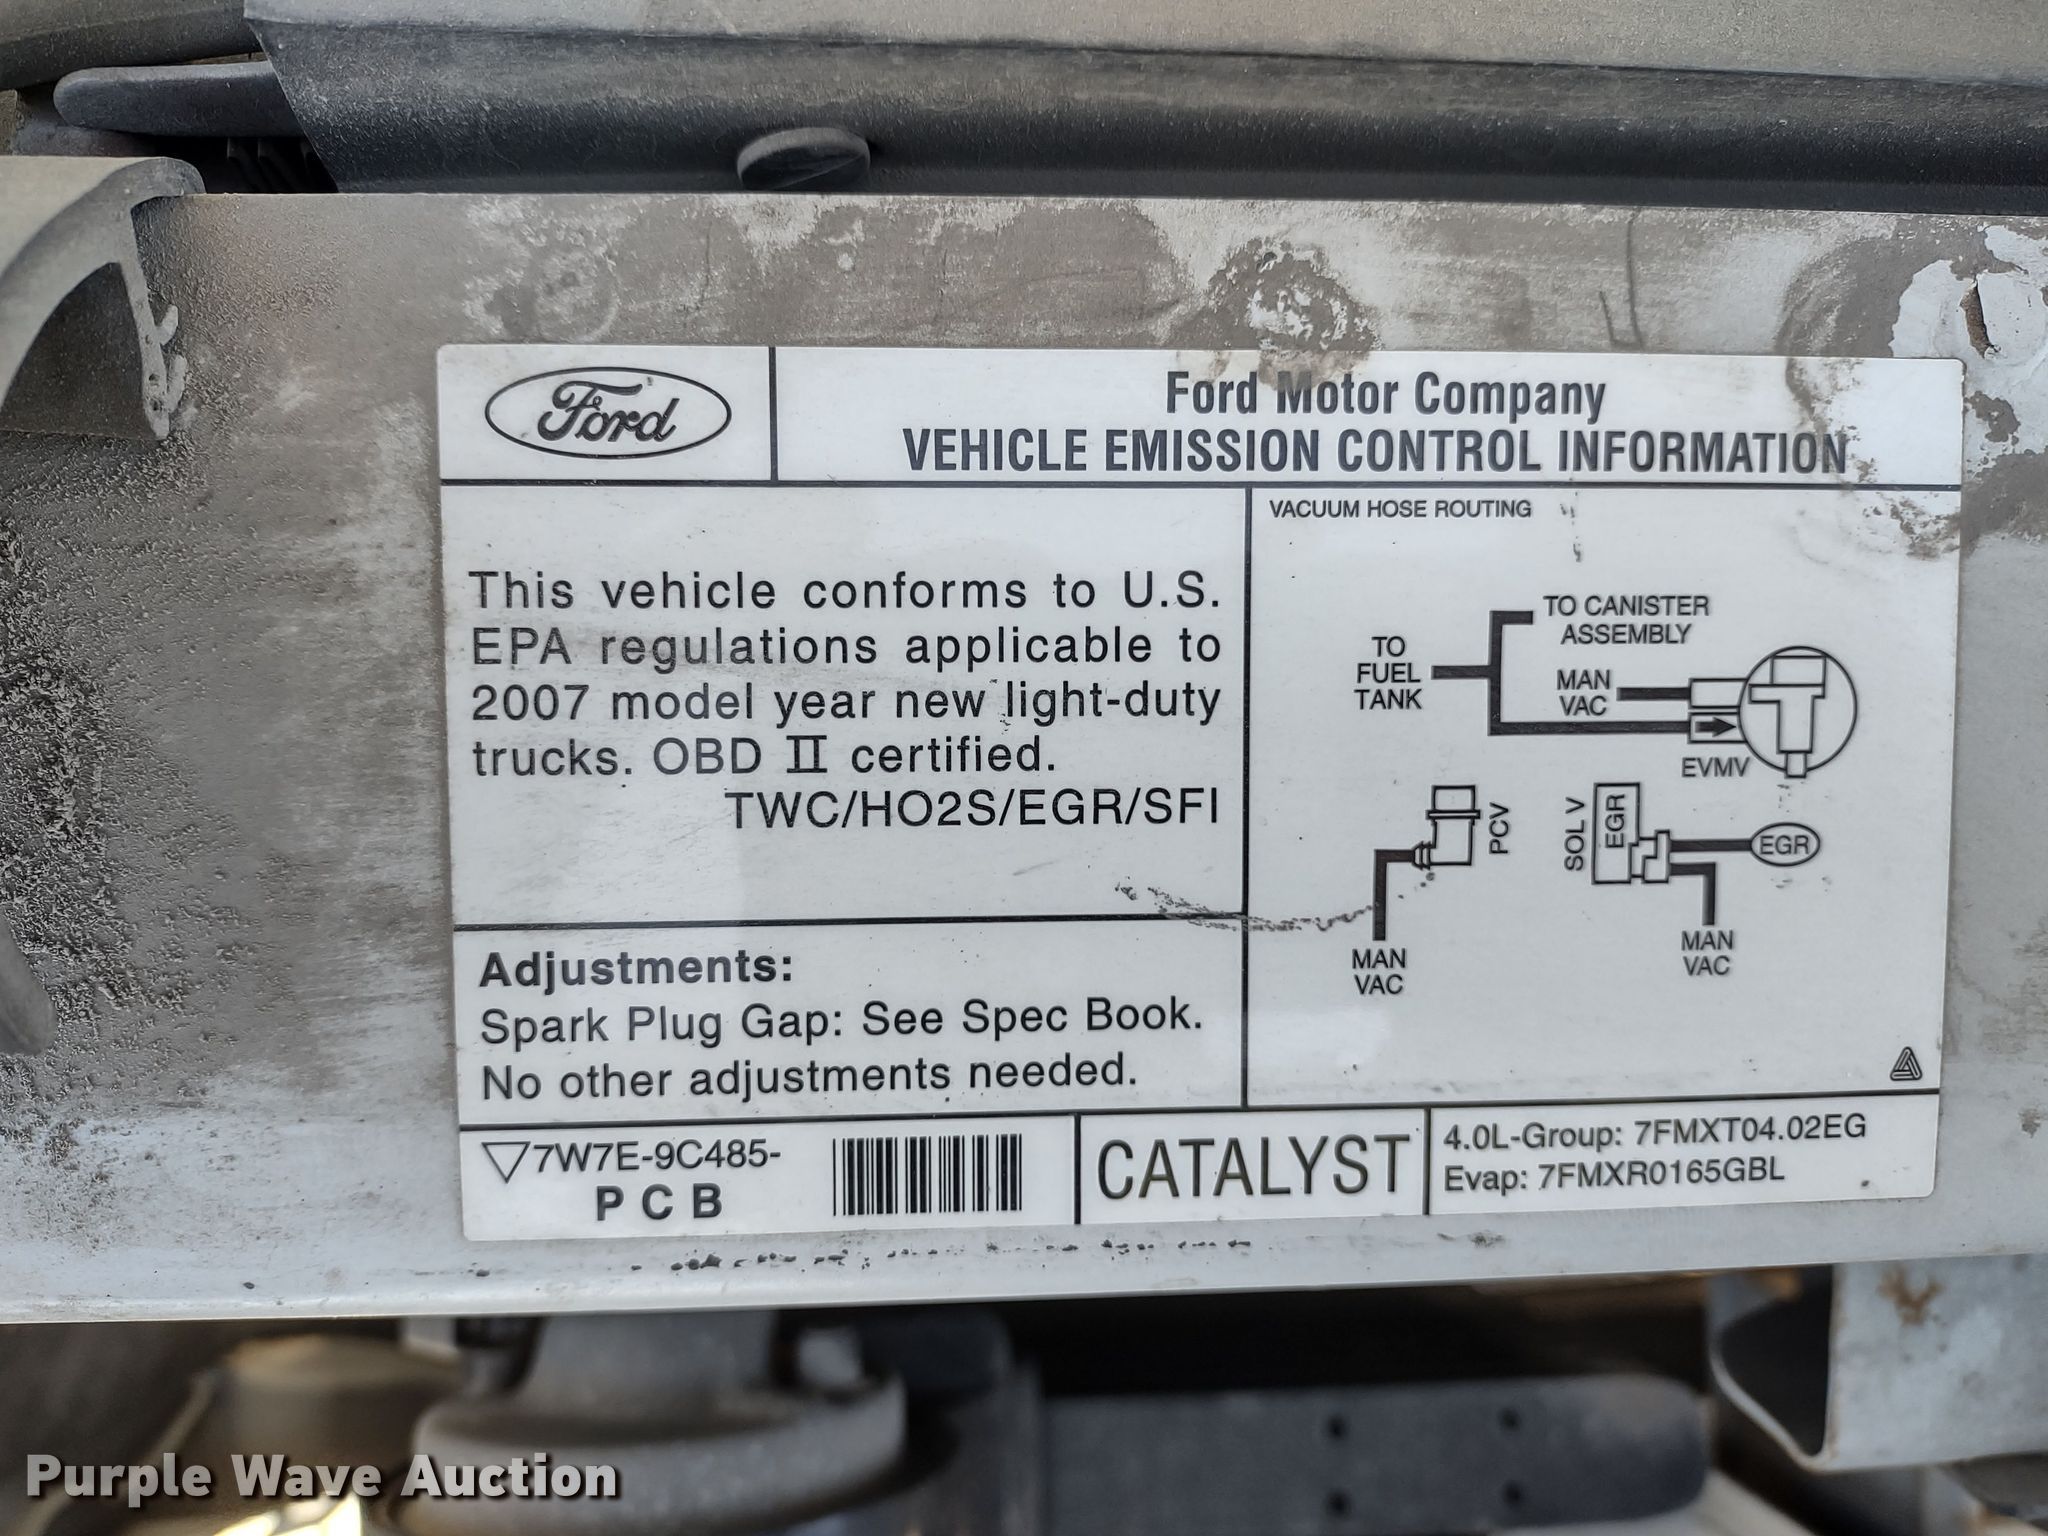 Ford
Ford Motor Company
VEHICLE EMISSION CONTROL INFORMATION
This vehicle conforms to U.S.
EPA regulations applicable to
2007 model year new light-duty
trucks. OBD II certified.
TWC/HO2S/EGR/SFI
Adjustments:
Spark Plug Gap: See Spec Book.
No other adjustments needed.
VACUUM HOSE ROUTING
TO CANISTER
ASSEMBLY
TO
FUEL
TANK
MAN
VAC
EVMV
PCV
MAN
VAC
SOL V
EGR
EGR
MAN
VAC
7W7E-9C485-
P C B
CATALYST
4.0L-Group: 7FMXT04.02EG
Evap: 7FMXR0165GBL
Purple Wave Auction